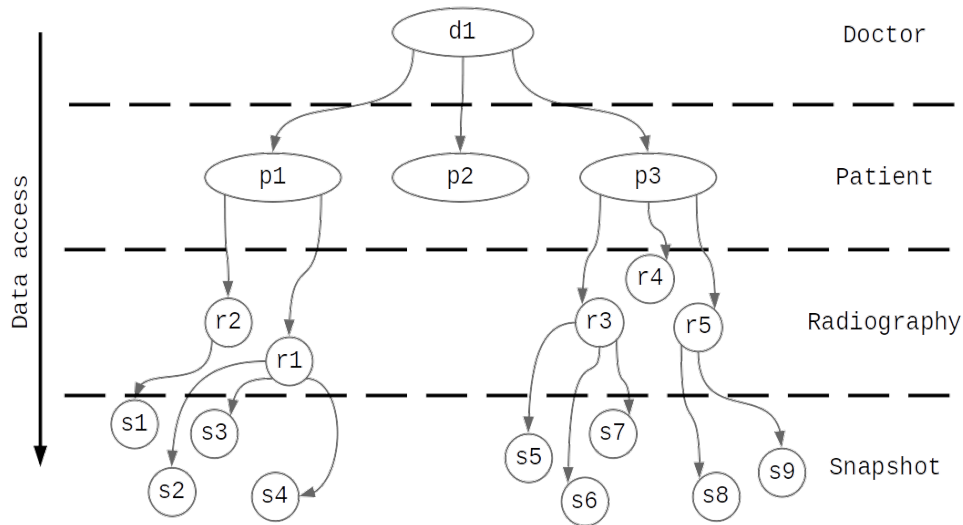 d1
Doctor
p1
p2
p3
Patient
Data access
r4
r2
r3
r5
Radiography
r1
s1
s3
s7
s5
s9
Snapshot
s2
s4
s6
s8